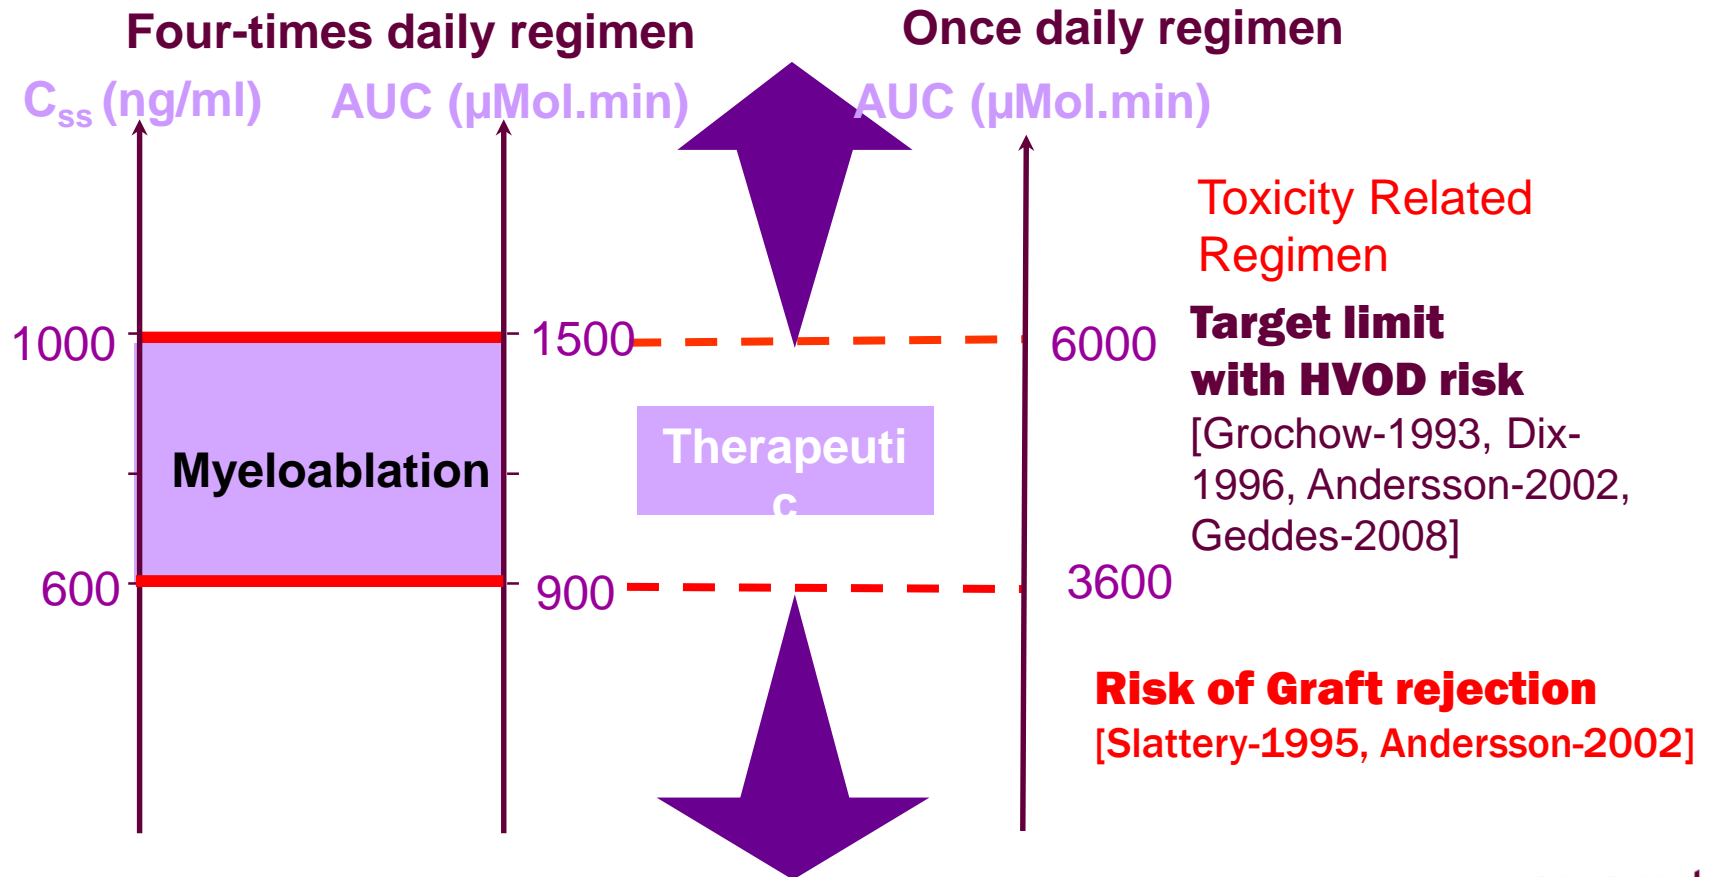 Four-times daily regimen
Once daily regimen
Css (ng/ml)
AUC (µMol.min)
AUC (µMol.min)
Toxicity Related
Regimen
1000
1500
6000
Target limit
with HVOD risk
[Grochow-1993, Dix-
1996, Andersson-2002,
Geddes-2008]
Myeloablation
Therapeuti
c
600
900
3600
Risk of Graft rejection
[Slattery-1995, Andersson-2002]